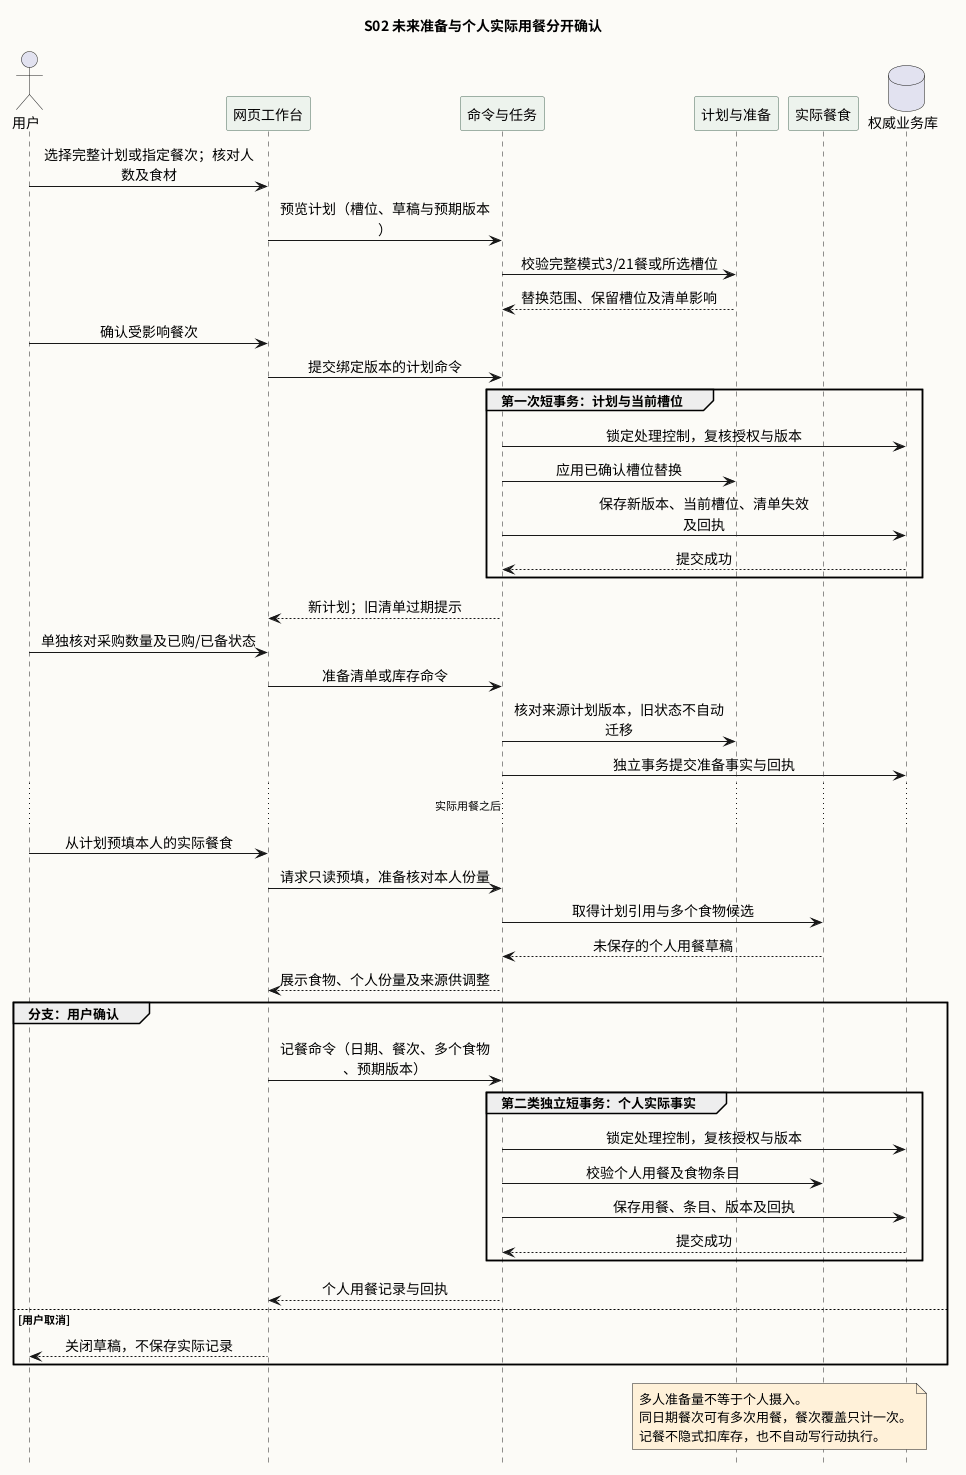 S02 未来准备与个人实际用餐分开确认
用户
网页工作台
命令与任务
计划与准备
实际餐食
权威业务库
选择完整计划或指定餐次；核对人
数及食材
预览计划（槽位、草稿与预期版本
）
校验完整模式3/21餐或所选槽位
替换范围、保留槽位及清单影响
确认受影响餐次
提交绑定版本的计划命令
第一次短事务：计划与当前槽位
锁定处理控制，复核授权与版本
应用已确认槽位替换
保存新版本、当前槽位、清单失效
及回执
提交成功
新计划；旧清单过期提示
单独核对采购数量及已购/已备状态
准备清单或库存命令
核对来源计划版本，旧状态不自动
迁移
独立事务提交准备事实与回执
实际用餐之后
从计划预填本人的实际餐食
请求只读预填，准备核对本人份量
取得计划引用与多个食物候选
未保存的个人用餐草稿
展示食物、个人份量及来源供调整
分支：用户确认
记餐命令（日期、餐次、多个食物
、预期版本）
第二类独立短事务：个人实际事实
锁定处理控制，复核授权与版本
校验个人用餐及食物条目
保存用餐、条目、版本及回执
提交成功
个人用餐记录与回执
[用户取消]
关闭草稿，不保存实际记录
多人准备量不等于个人摄入。
同日期餐次可有多次用餐，餐次覆盖只计一次。
记餐不隐式扣库存，也不自动写行动执行。